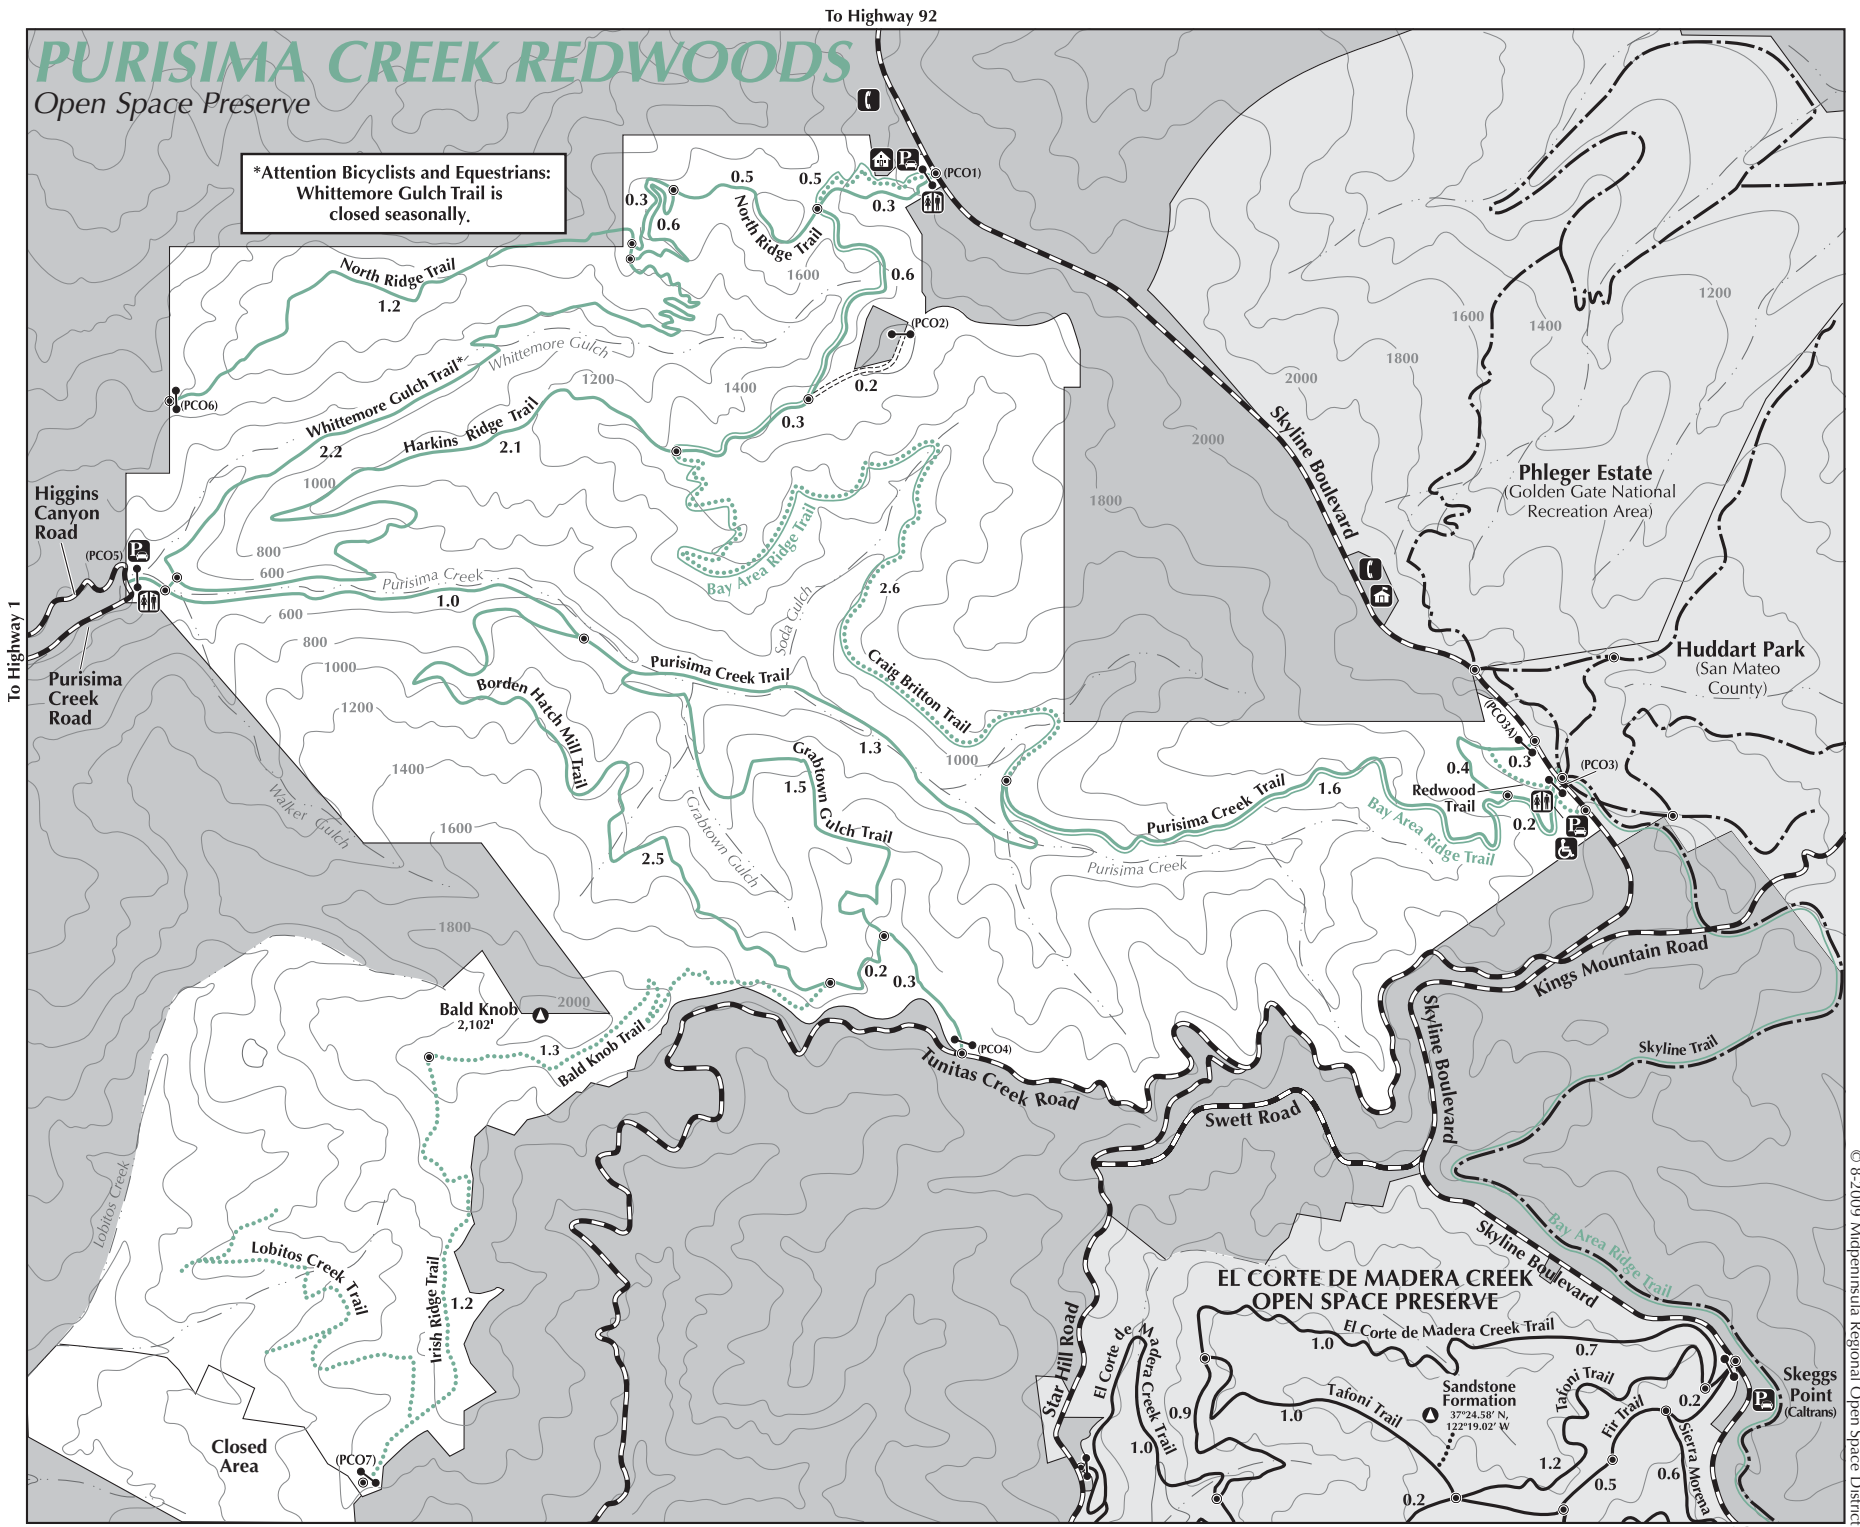 To Highway 92
PURISIMA CREEK REDWOODS
Open Space Preserve
*Attention Bicyclists and Equestrians:
Whittemore Gulch Trail is
closed seasonally.
(PCO1)
0.5
0.5
0.3
0.3
0.6
North Ridge Trail
1600
0.6
North Ridge Trail
1.2
(PCO2)
0.2
Whittemore Gulch
Whittemore Gulch Trail*
2.2
(PCO6)
1200
1400
0.3
Harkins Ridge Trail
2.1
1000
Higgins
Canyon
Road
(PCO5)
800
600
Purisima Creek
1.0
600
800
1000
1200
1400
1600
1800
2000
To Highway 1
Purisima
Creek
Road
Bay Area Ridge Trail
Soda Gulch
2.6
Craig Britton Trail
Purisima Creek Trail
1.3
1000
Borden Hatch Mill Trail
2.5
Grabtown Gulch Trail
1.5
Grabtown Gulch
Walker Gulch
Purisima Creek Trail
1.6
Purisima Creek
Bay Area Ridge Trail
Redwood
Trail
0.4
0.3
0.2
(PCO3A)
(PCO3)
0.2
0.3
(PCO4)
Bald Knob
2,102'
1.3
Bald Knob Trail
Tunitas Creek Road
Lobitos Creek
Lobitos Creek Trail
Irish Ridge Trail
1.2
Closed
Area
(PCO7)
Skyline Boulevard
2000
1800
2000
1800
1600
1400
1200
Phleger Estate
(Golden Gate National
Recreation Area)
Huddart Park
(San Mateo
County)
Kings Mountain Road
Skyline Boulevard
Skyline Trail
Swett Road
Skyline Boulevard
Bay Area Ridge Trail
Star Hill Road
EL CORTE DE MADERA CREEK
OPEN SPACE PRESERVE
El Corte de Madera Creek Trail
1.0
0.7
El Corte de Madera Creek Trail
1.0
0.9
Tafoni Trail
1.0
Sandstone
Formation
37°24.58' N,
122°19.02' W
Tafoni Trail
Fir Trail
0.2
1.2
0.5
0.6
0.2
Sierra Morena
Skeggs
Point
(Caltrans)
© 8-2009 Midpeninsula Regional Open Space District